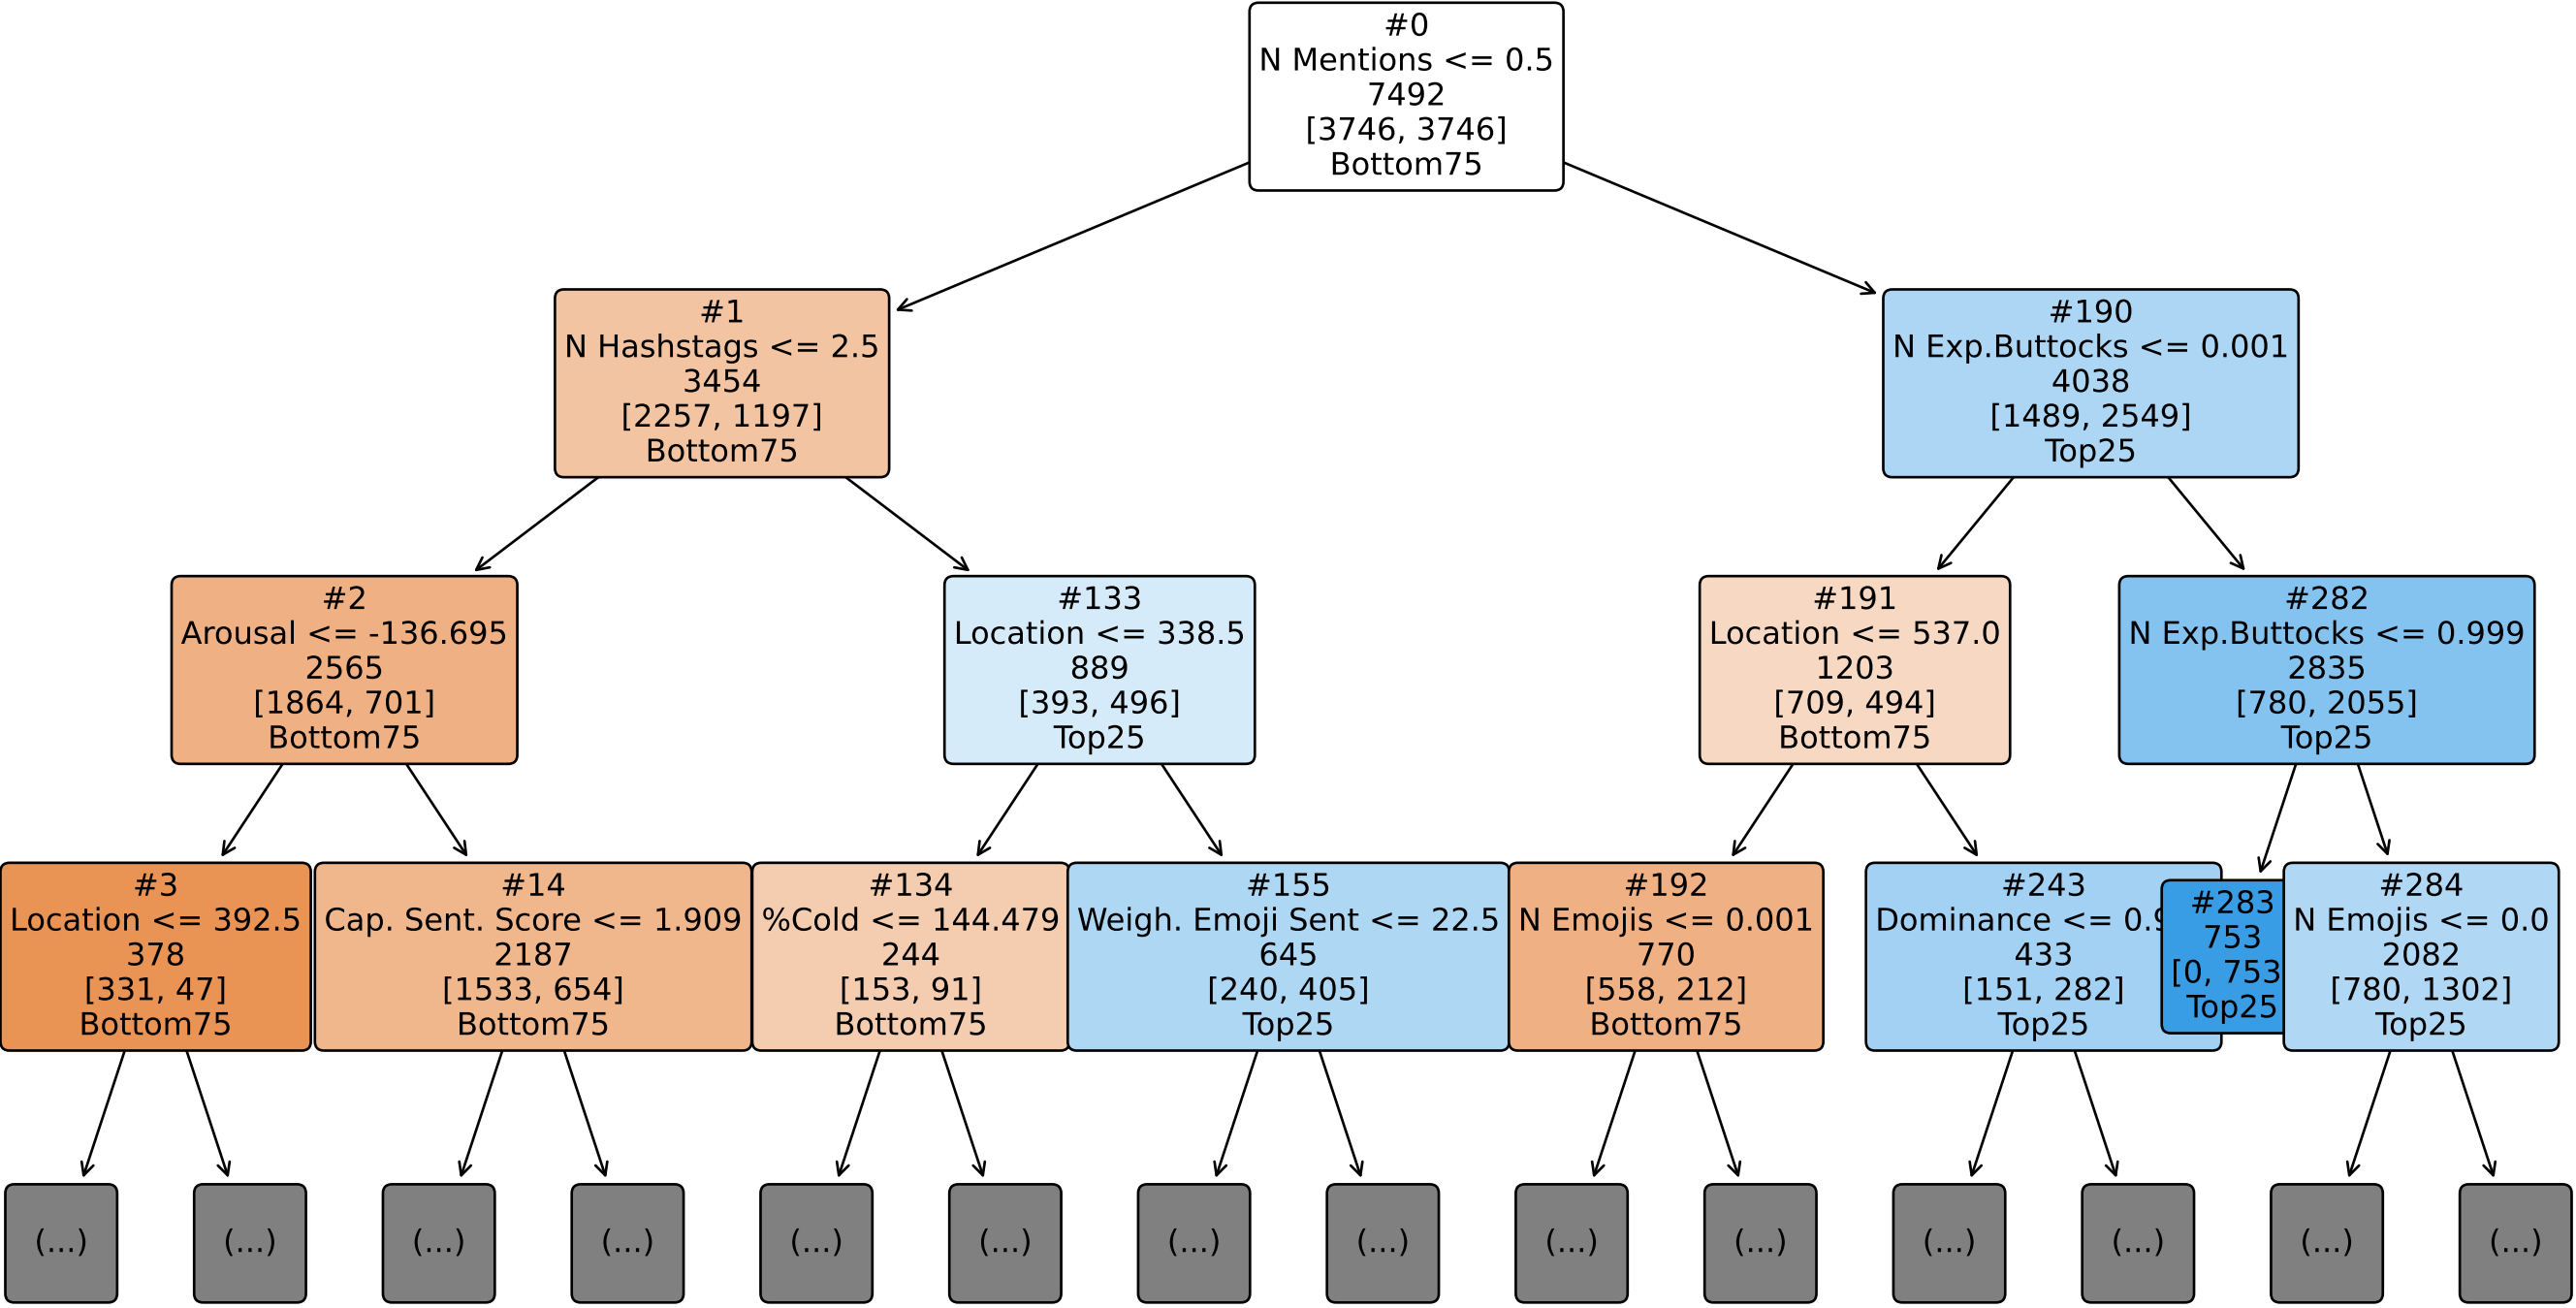 #0
N Mentions <= 0.5
7492
[3746, 3746]
Bottom75
#1
N Hashstags <= 2.5
3454
[2257, 1197]
Bottom75
#190
N Exp.Buttocks <= 0.001
4038
[1489, 2549]
Top25
#2
Arousal <= -136.695
2565
[1864, 701]
Bottom75
#133
Location <= 338.5
889
[393, 496]
Top25
#191
Location <= 537.0
1203
[709, 494]
Bottom75
#282
N Exp.Buttocks <= 0.999
2835
[780, 2055]
Top25
#3
Location <= 392.5
378
[331, 47]
Bottom75
#14
Cap. Sent. Score <= 1.909
2187
[1533, 654]
Bottom75
#134
%Cold <= 144.479
244
[153, 91]
Bottom75
#155
Weigh. Emoji Sent <= 22.5
645
[240, 405]
Top25
#192
N Emojis <= 0.001
770
[558, 212]
Bottom75
#243
Dominance <=
433
[151, 282]
Top25
#283
753
[0, 753
Top25
#284
N Emojis <= 0.0
2082
[780, 1302]
Top25
(...)
(...)
(...)
(...)
(...)
(...)
(...)
(...)
(...)
(...)
(...)
(...)
(...)
(...)